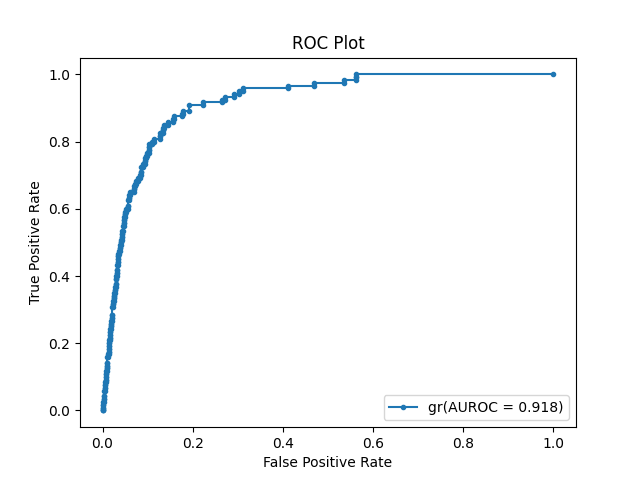 ROC Plot
True Positive Rate
1.0
0.8
0.6
0.4
0.2
0.0
gr(AUROC = 0.918)
0.0 0.2 0.4 0.6 0.8 1.0
False Positive Rate